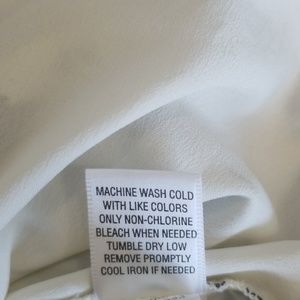 MACHINE WASH COLD
WITH LIKE COLORS
ONLY NON-CHLORINE
BLEACH WHEN NEEDED
TUMBLE DRY LOW
REMOVE PROMPTLY
COOL IRON IF NEEDED